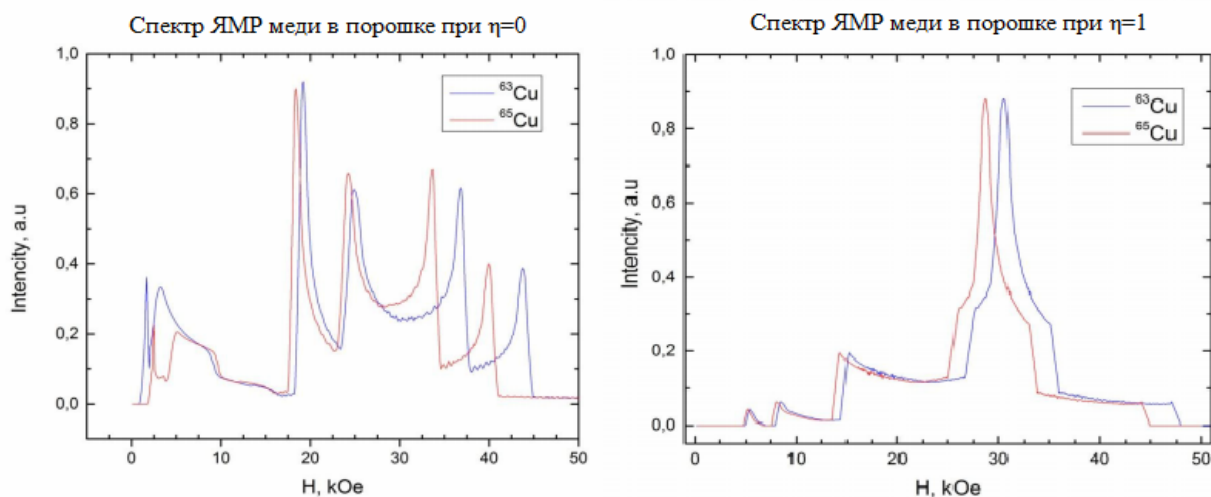 Спектр ЯМР меди в порошке при η=0
1,0
0,8
0,6
0,4
0,2
0,0
Intencity, a.u
⁶³Cu
⁶⁵Cu
0 10 20 30 40 50
H, kOe
Спектр ЯМР меди в порошке при η=1
1,0
0,8
0,6
0,4
0,2
0,0
Intencity, a.u
⁶³Cu
⁶⁵Cu
0 10 20 30 40 50
H, kOe